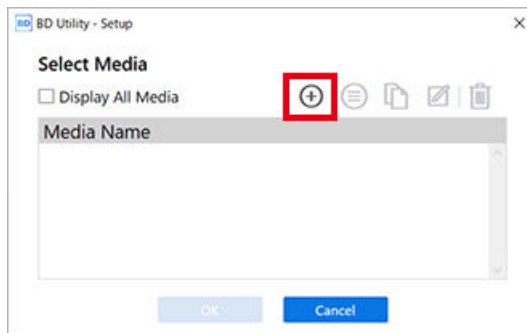 BD BD Utility - Setup
Select Media
Display All Media
Media Name
OK
Cancel